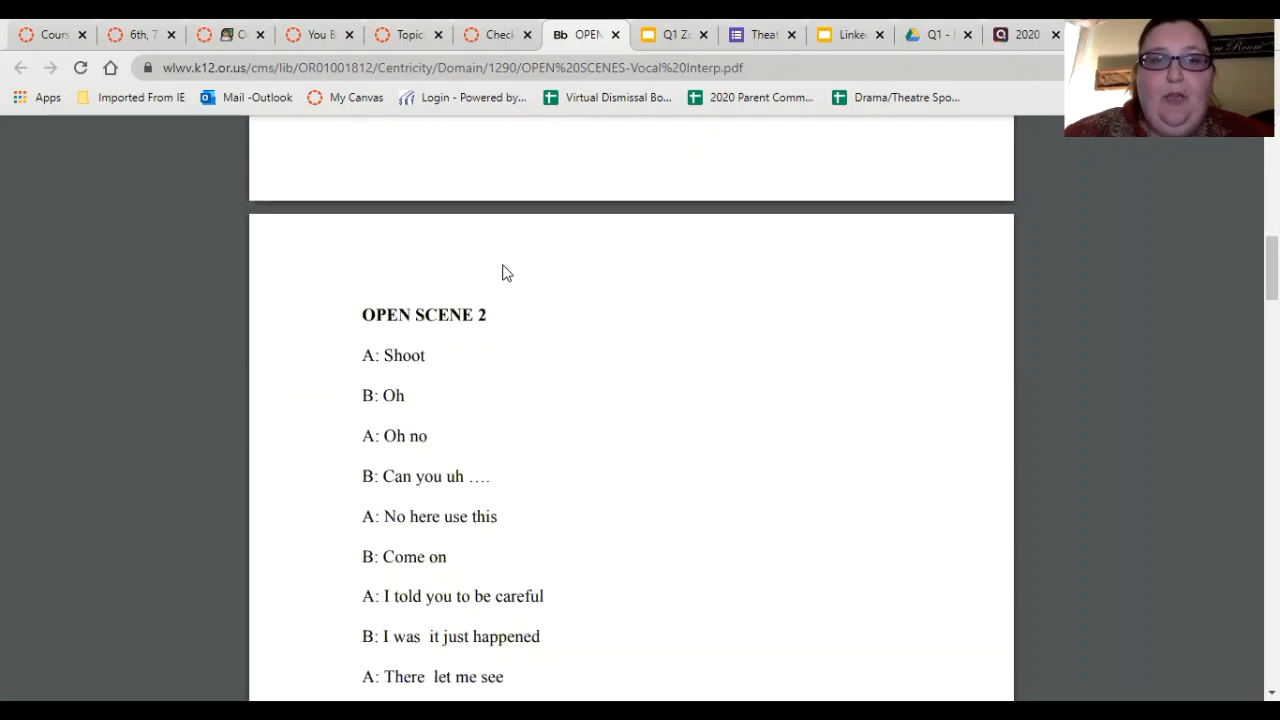 Cours
6th, 7
O
You B
Topic
Check
Bb OPEN
Q1 Zo
Theat
Linke
Q1 -
2020
wlwv.k12.or.us/cms/lib/OR01001812/Centricity/Domain/1290/OPEN%20SCENES-Vocal%20Interp.pdf
Apps
Imported From IE
Mail -Outlook
My Canvas
Login - Powered by...
Virtual Dismissal Bo...
2020 Parent Comm...
Drama/Theatre Spo...
OPEN SCENE 2
A: Shoot
B: Oh
A: Oh no
B: Can you uh ….
A: No here use this
B: Come on
A: I told you to be careful
B: I was  it just happened
A: There  let me see